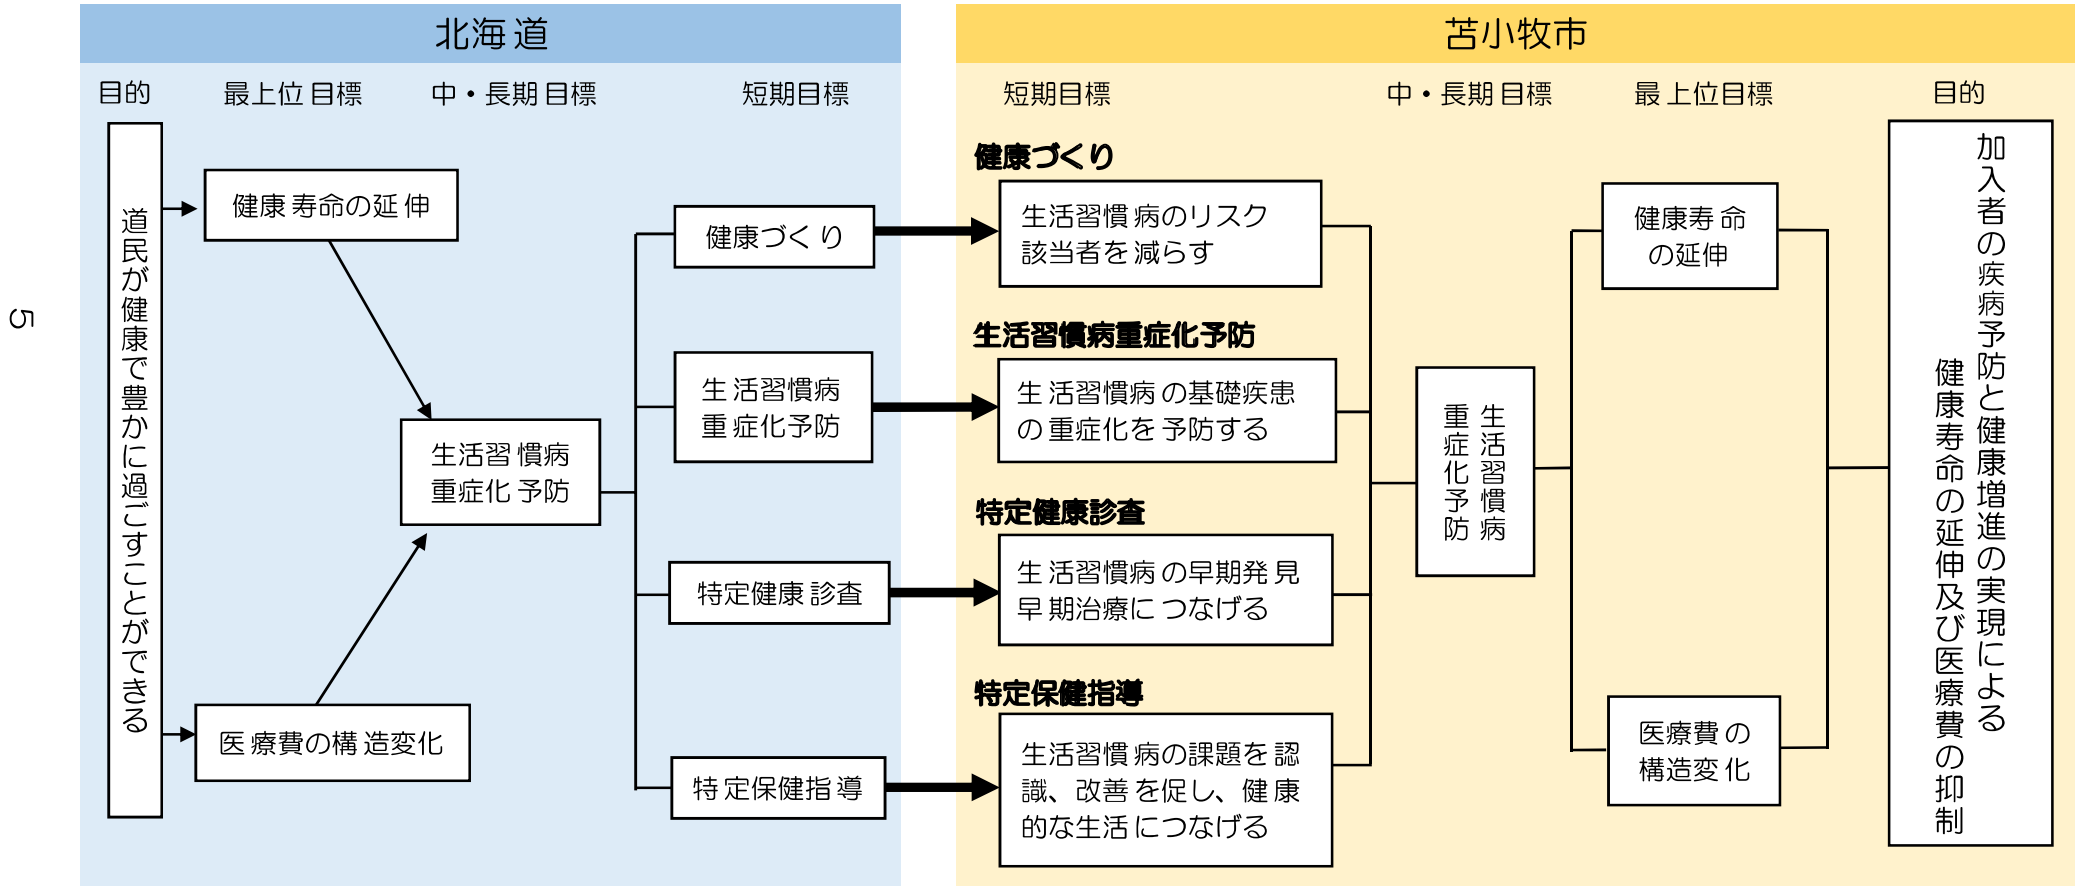 北海道
目的
最上位目標
中・長期目標
短期目標
道民が健康で豊かに過ごすことができる
健康寿命の延伸
医療費の構造変化
生活習慣病
重症化予防
健康づくり
生活習慣病
重症化予防
特定健康診査
特定保健指導
苫小牧市
短期目標
中・長期目標
最上位目標
目的
健康づくり
生活習慣病のリスク
該当者を減らす
生活習慣病重症化予防
生活習慣病の基礎疾患
の重症化を予防する
特定健康診査
生活習慣病の早期発見
早期治療につなげる
特定保健指導
生活習慣病の課題を認
識、改善を促し、健康
的な生活につなげる
生活習慣病
重症化予防
健康寿命
の延伸
医療費の
構造変化
加入者の疾病予防と健康増進の実現による
健康寿命の延伸及び医療費の抑制
5